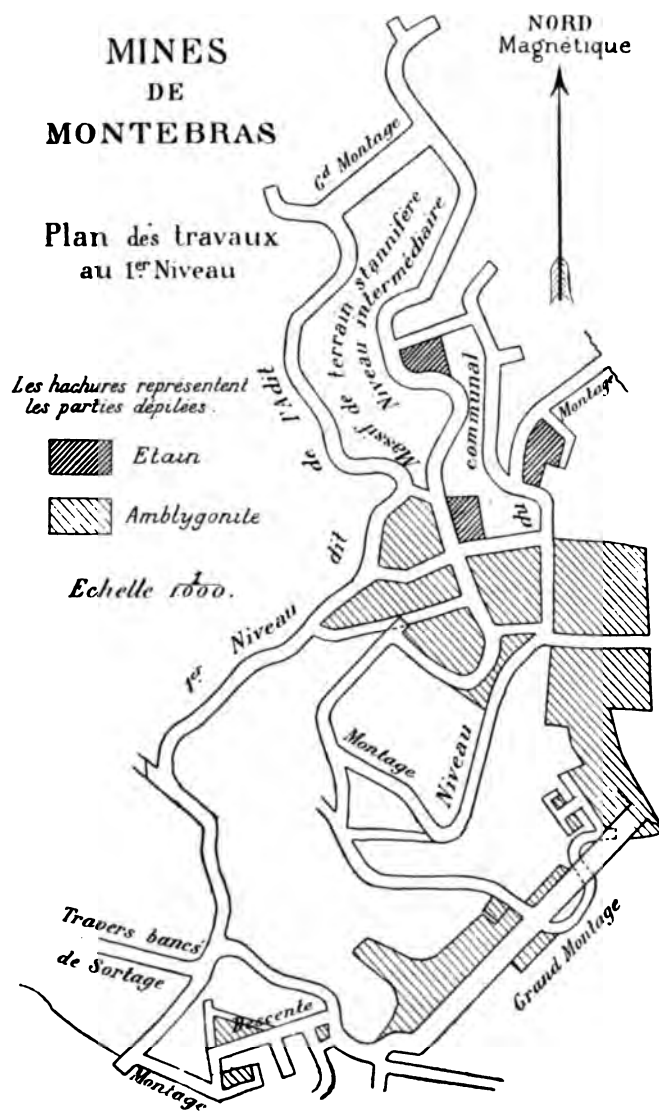 MINES
DE
MONTEBRAS
NORD
Magnétique
Plan des travaux
au 1er Niveau
Les hachures représentent
les parties dépilées.
Etain
Amblygonite
Echelle 1/1000.
Gd Montage
Massif de terrain stannifère
Niveau intermédiaire
1er Niveau dit de l'Adit
Niveau du communal
Montage
Montage
Grand Montage
Travers bancs
de Sortage
Descente
Montage